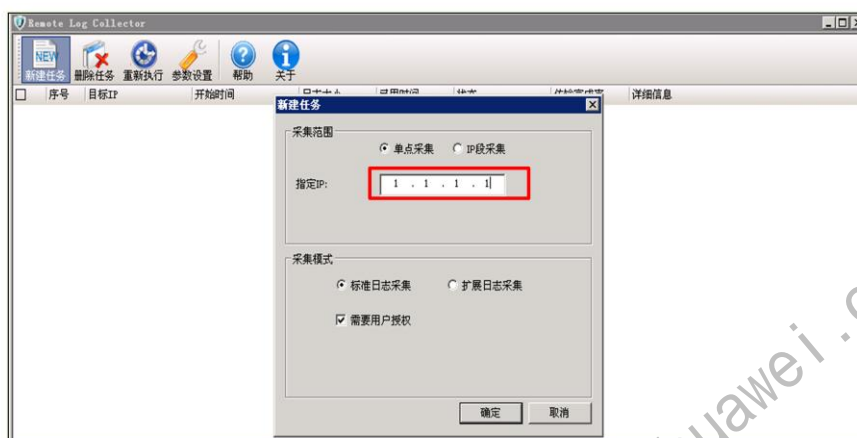 Remote Log Collector
NEW
新建任务 删除任务 重新执行 参数设置 帮助 关于
序号 目标IP 开始时间 详细信息
新建任务
采集范围
单点采集 IP段采集
指定IP: 1 . 1 . 1 . 1
采集模式
标准日志采集 扩展日志采集
需要用户授权
确定 取消
huawei.c